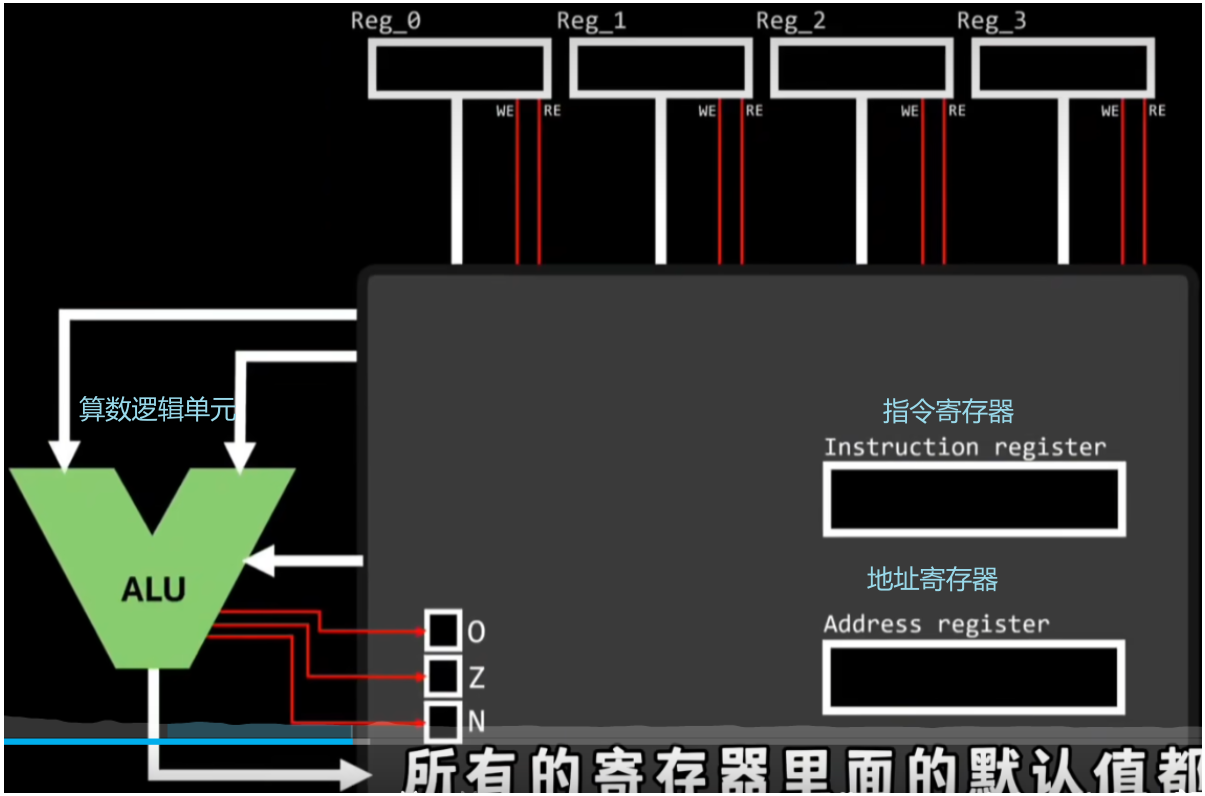 Reg_0 Reg_1 Reg_2 Reg_3
WE RE WE RE WE RE WE RE
算数逻辑单元
指令寄存器
Instruction register
ALU
地址寄存器
Address register
O
Z
N
所有的寄存器里面的默认值都